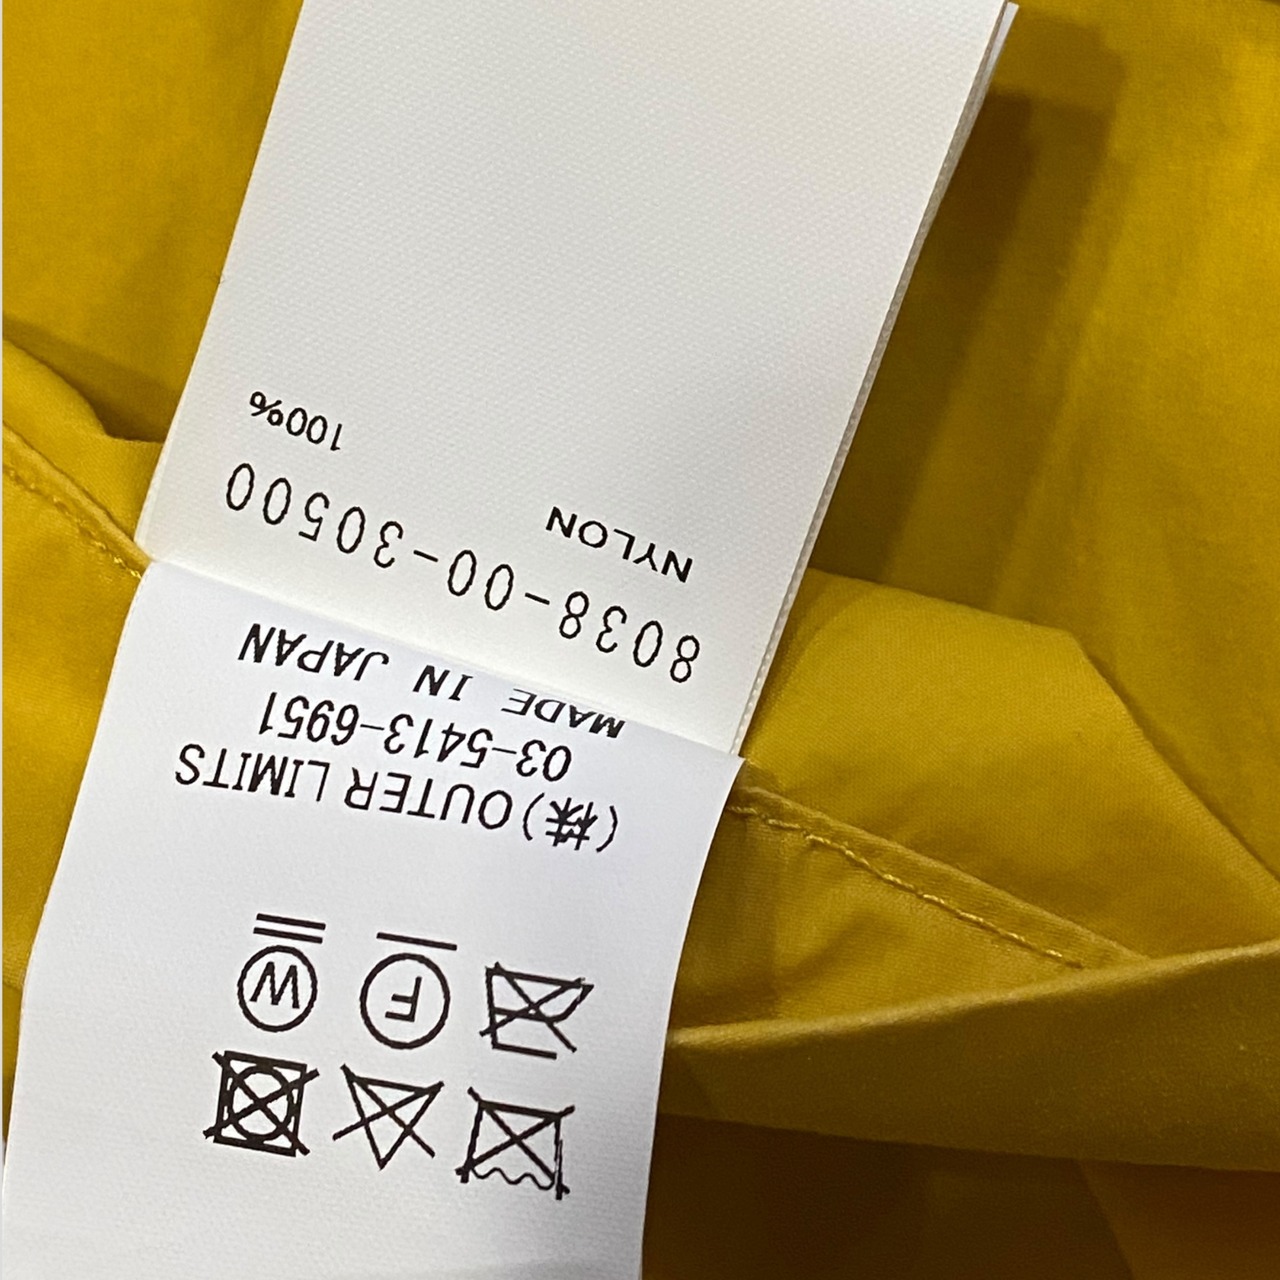 Ⓕ Ⓦ
(株)OUTER LIMITS
03-5413-6951
MADE IN JAPAN
8038-00-30500
NYLON 100%